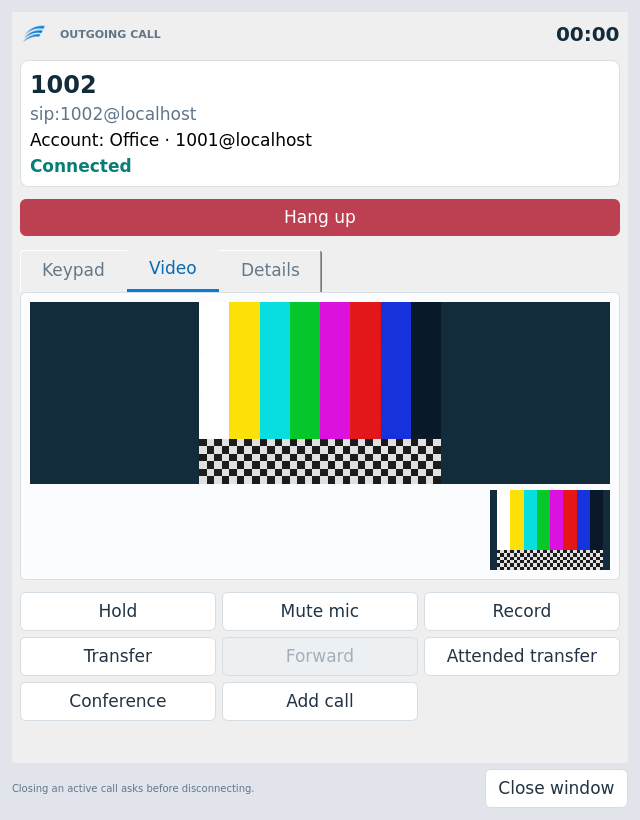 OUTGOING CALL 00:00
1002
sip:1002@localhost
Account: Office · 1001@localhost
Connected
Hang up
Keypad Video Details
Hold Mute mic Record
Transfer Forward Attended transfer
Conference Add call
Closing an active call asks before disconnecting. Close window